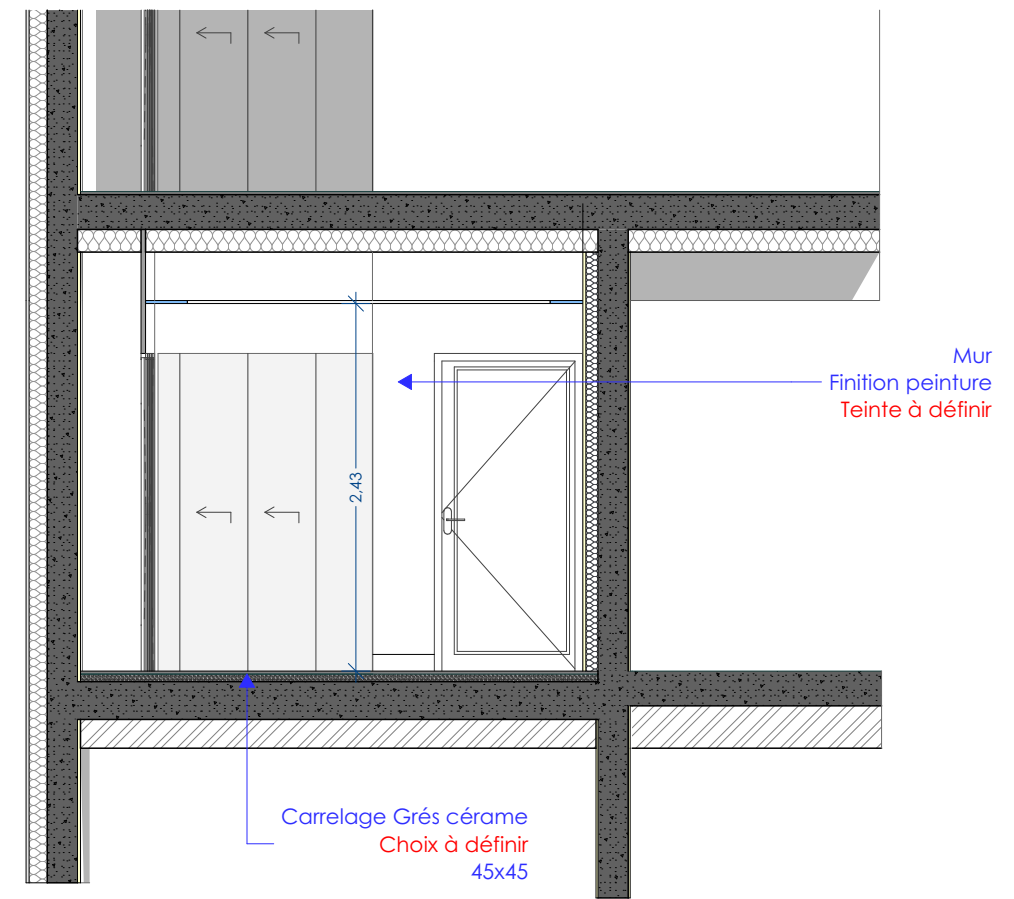 Mur
Finition peinture
Teinte à définir
2,43
Carrelage Grés cérame
Choix à définir
45x45